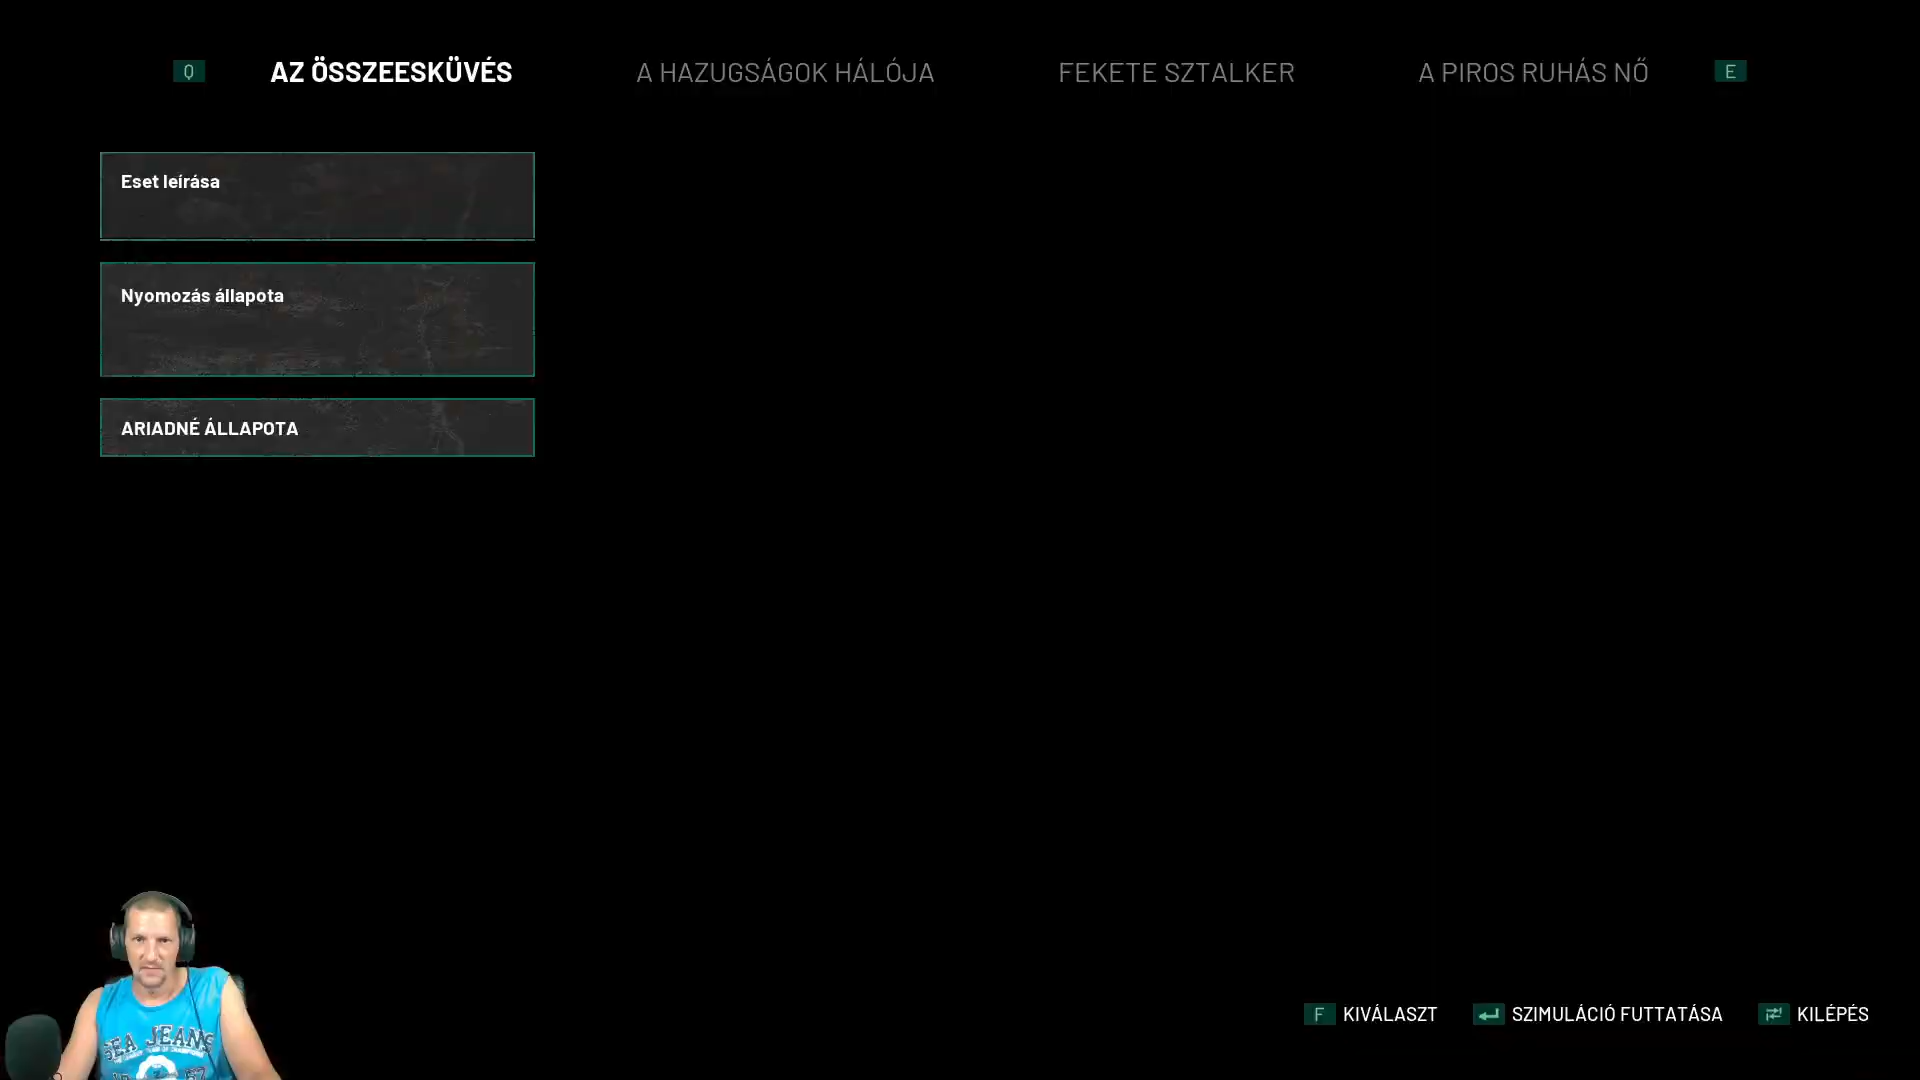 Q AZ ÖSSZEESKÜVÉS A HAZUGSÁGOK HÁLÓJA FEKETE SZTALKER A PIROS RUHÁS NŐ E
Eset leírása
Nyomozás állapota
ARIADNÉ ÁLLAPOTA
SEA JEANS
F KIVÁLASZT SZIMULÁCIÓ FUTTATÁSA KILÉPÉS